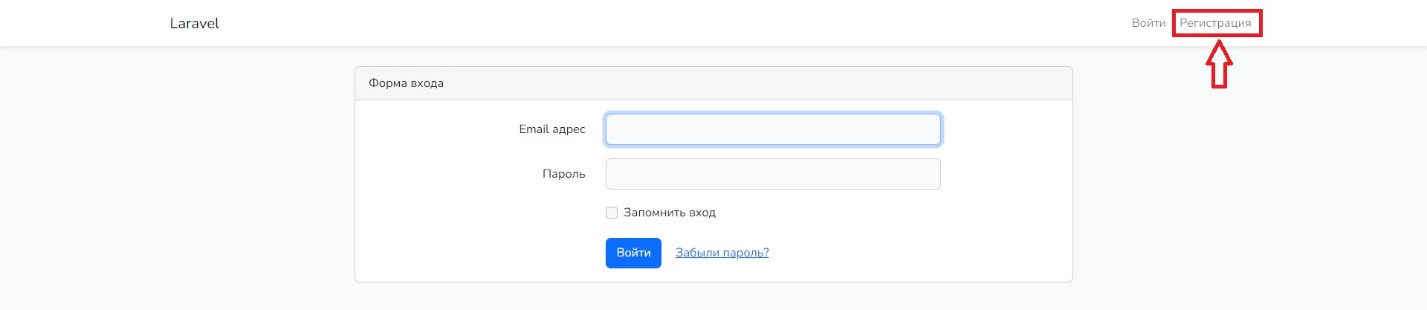 Laravel
Войти Регистрация
Форма входа
Email адрес
Пароль
Запомнить вход
Войти Забыли пароль?